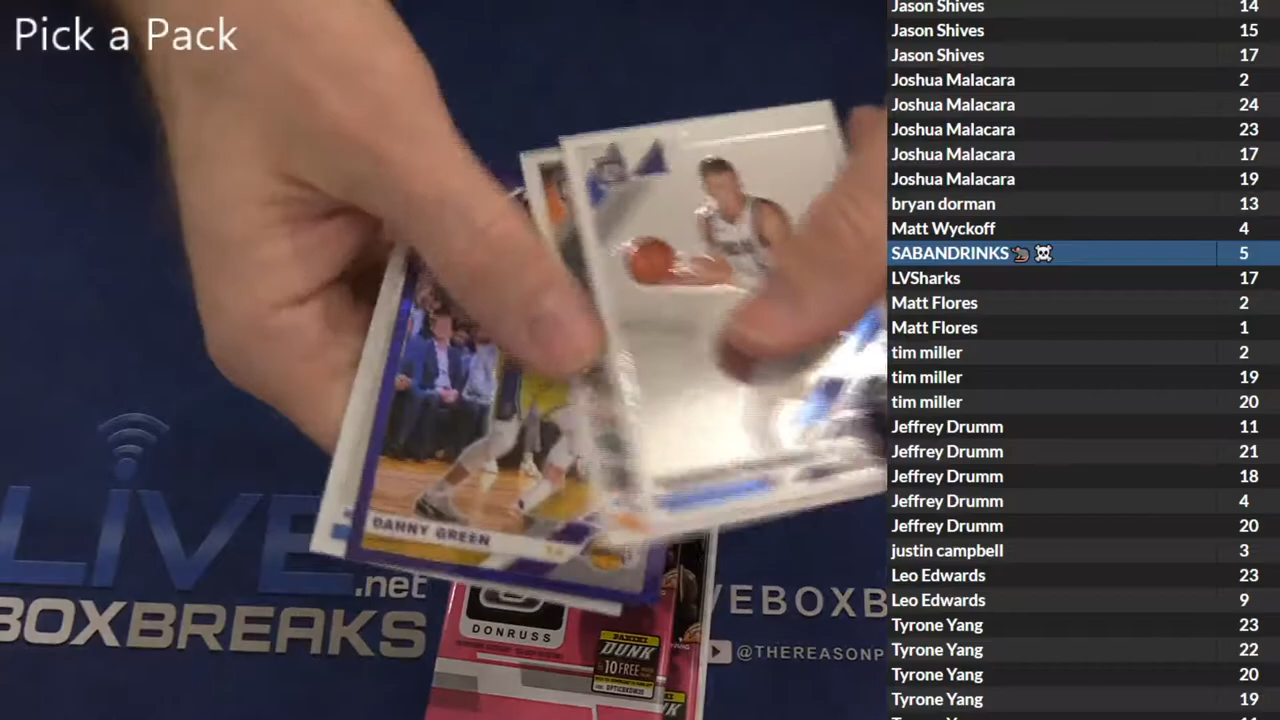 Pick a Pack
Jason Shives 14
Jason Shives 15
Jason Shives 17
Joshua Malacara 2
Joshua Malacara 24
Joshua Malacara 23
Joshua Malacara 17
Joshua Malacara 19
bryan dorman 13
Matt Wyckoff 4
SABANDRINKS🐀☠️ 5
LVSharks 17
Matt Flores 2
Matt Flores 1
tim miller 2
tim miller 19
tim miller 20
Jeffrey Drumm 11
Jeffrey Drumm 21
Jeffrey Drumm 18
Jeffrey Drumm 4
Jeffrey Drumm 20
justin campbell 3
Leo Edwards 23
Leo Edwards 9
Tyrone Yang 23
Tyrone Yang 22
Tyrone Yang 20
Tyrone Yang 19
DANNY GREEN
LiVE
.net
BOXBREAKS
VEBOXB
@THEREASONP
DONRUSS
PANINI
DUNK
10 FREE